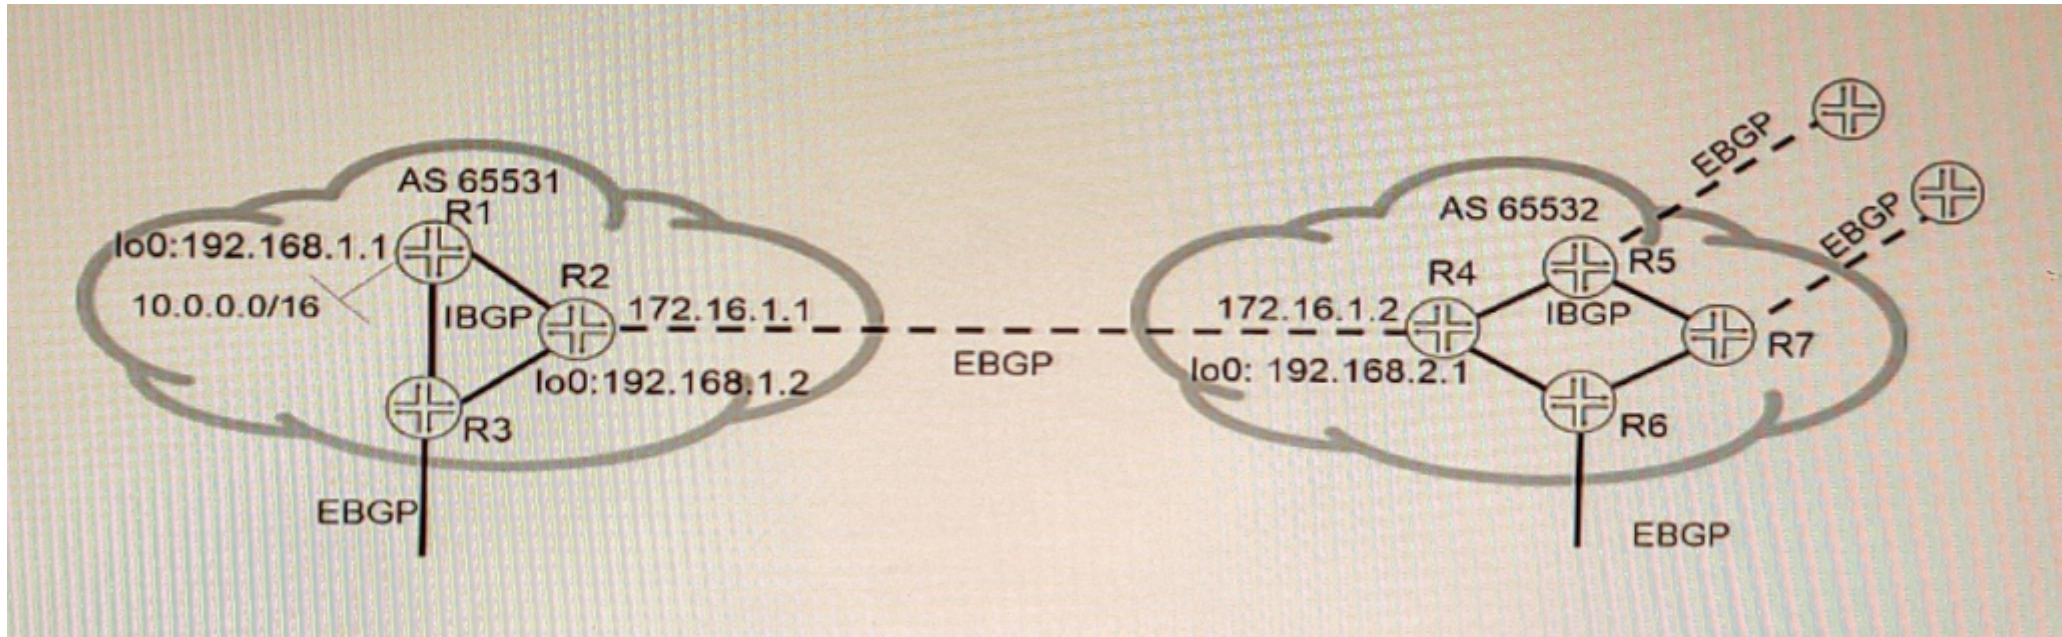 AS 65531
R1
lo0:192.168.1.1
10.0.0.0/16
IBGP
R2
172.16.1.1
lo0:192.168.1.2
R3
EBGP
EBGP
AS 65532
R4
172.16.1.2
lo0: 192.168.2.1
R5
IBGP
R7
R6
EBGP
EBGP
EBGP